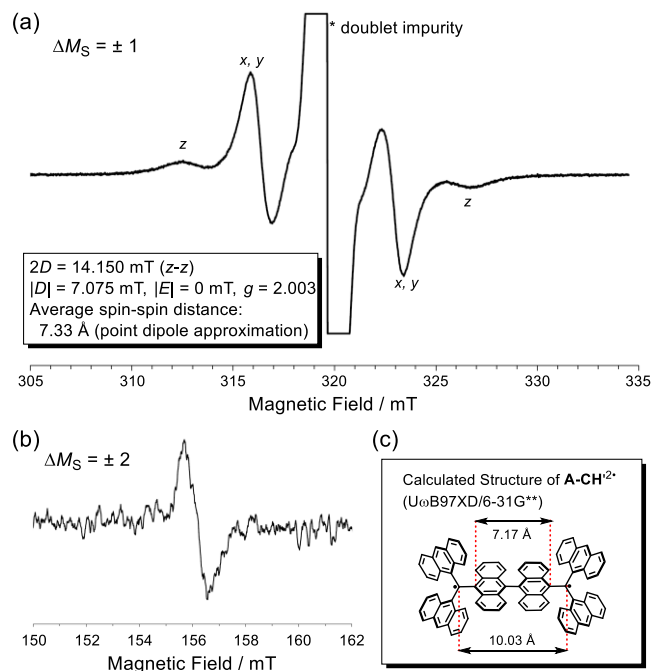 (a)
ΔMS = ± 1
* doublet impurity
x, y
z
z
x, y
2D = 14.150 mT (z-z)
|D| = 7.075 mT, |E| = 0 mT, g = 2.003
Average spin-spin distance:
7.33 Å (point dipole approximation)
305 310 315 320 325 330 335
Magnetic Field / mT
(b)
ΔMS = ± 2
150 152 154 156 158 160 162
Magnetic Field / mT
(c)
Calculated Structure of A-CH'2•
(UωB97XD/6-31G**)
7.17 Å
10.03 Å